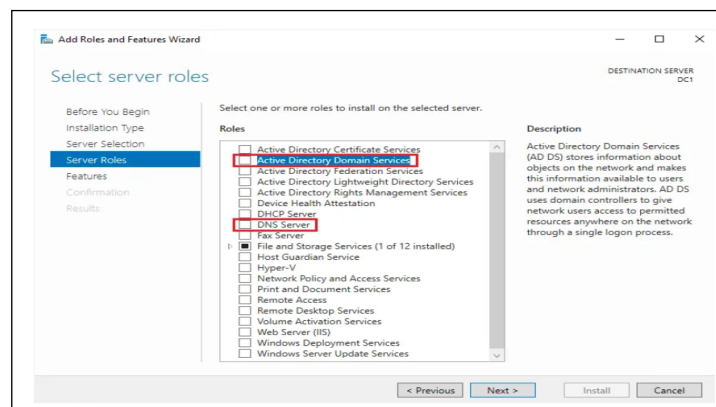 Add Roles and Features Wizard
Select server roles
DESTINATION SERVER
DC1
Before You Begin
Installation Type
Server Selection
Server Roles
Features
Confirmation
Results
Select one or more roles to install on the selected server.
Roles
Active Directory Certificate Services
Active Directory Domain Services
Active Directory Federation Services
Active Directory Lightweight Directory Services
Active Directory Rights Management Services
Device Health Attestation
DHCP Server
DNS Server
Fax Server
File and Storage Services (1 of 12 installed)
Host Guardian Service
Hyper-V
Network Policy and Access Services
Print and Document Services
Remote Access
Remote Desktop Services
Volume Activation Services
Web Server (IIS)
Windows Deployment Services
Windows Server Update Services
Description
Active Directory Domain Services
(AD DS) stores information about
objects on the network and makes
this information available to users
and network administrators. AD DS
uses domain controllers to give
network users access to permitted
resources anywhere on the network
through a single logon process.
< Previous
Next >
Install
Cancel